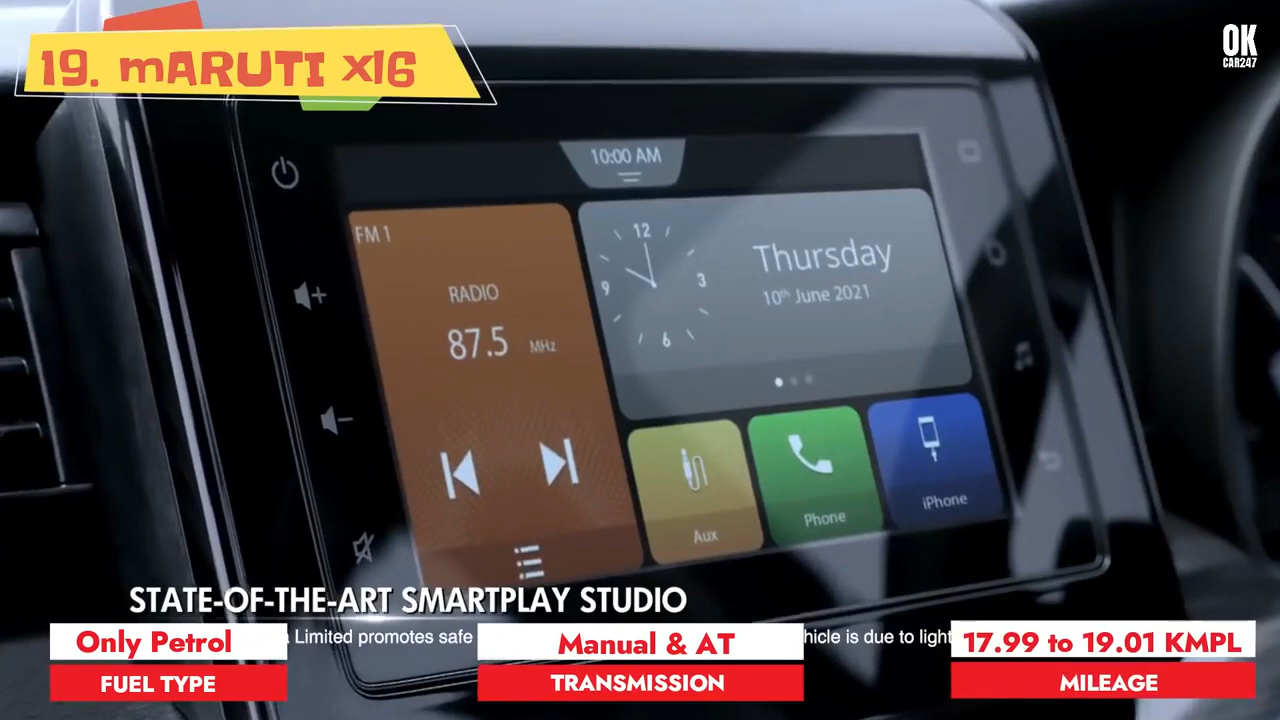 19. mARUTI xl6
OK
CAR247
10:00 AM
FM 1
RADIO
87.5 MHz
12
3
6
9
Thursday
10th June 2021
Aux
Phone
iPhone
STATE-OF-THE-ART SMARTPLAY STUDIO
Limited promotes safe
hicle is due to light
Only Petrol
FUEL TYPE
Manual & AT
TRANSMISSION
17.99 to 19.01 KMPL
MILEAGE